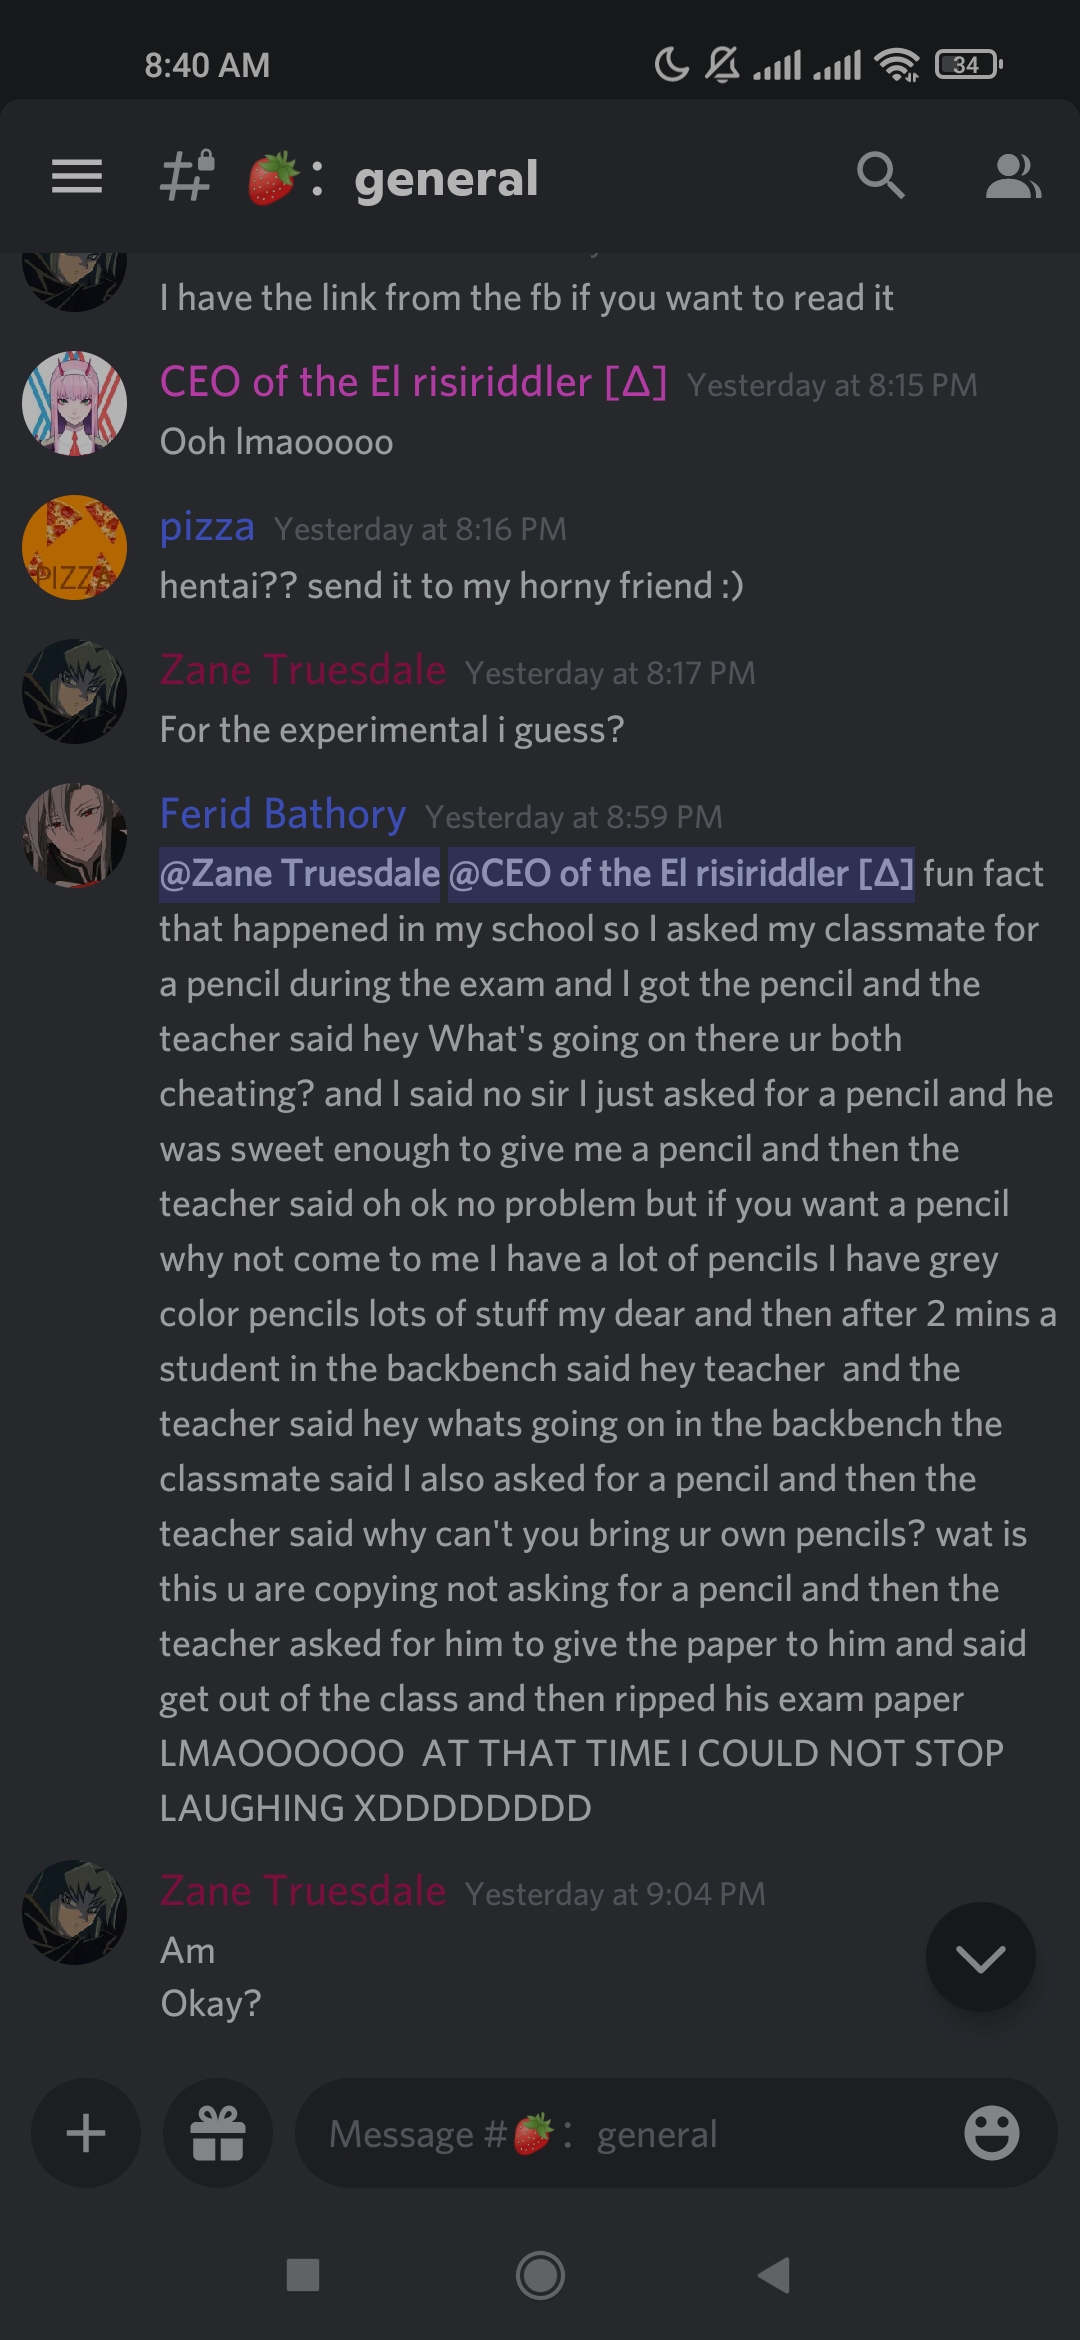 8:40 AM
34
# 🍓： general
I have the link from the fb if you want to read it
CEO of the El risiriddler [Δ] Yesterday at 8:15 PM
Ooh lmaooooo
PIZZA
pizza Yesterday at 8:16 PM
hentai?? send it to my horny friend :)
Zane Truesdale Yesterday at 8:17 PM
For the experimental i guess?
Ferid Bathory Yesterday at 8:59 PM
@Zane Truesdale @CEO of the El risiriddler [Δ] fun fact
that happened in my school so I asked my classmate for
a pencil during the exam and I got the pencil and the
teacher said hey What's going on there ur both
cheating? and I said no sir I just asked for a pencil and he
was sweet enough to give me a pencil and then the
teacher said oh ok no problem but if you want a pencil
why not come to me I have a lot of pencils I have grey
color pencils lots of stuff my dear and then after 2 mins a
student in the backbench said hey teacher  and the
teacher said hey whats going on in the backbench the
classmate said I also asked for a pencil and then the
teacher said why can't you bring ur own pencils? wat is
this u are copying not asking for a pencil and then the
teacher asked for him to give the paper to him and said
get out of the class and then ripped his exam paper
LMAOOOOOO  AT THAT TIME I COULD NOT STOP
LAUGHING XDDDDDDDD
Zane Truesdale Yesterday at 9:04 PM
Am
Okay?
Message #🍓： general